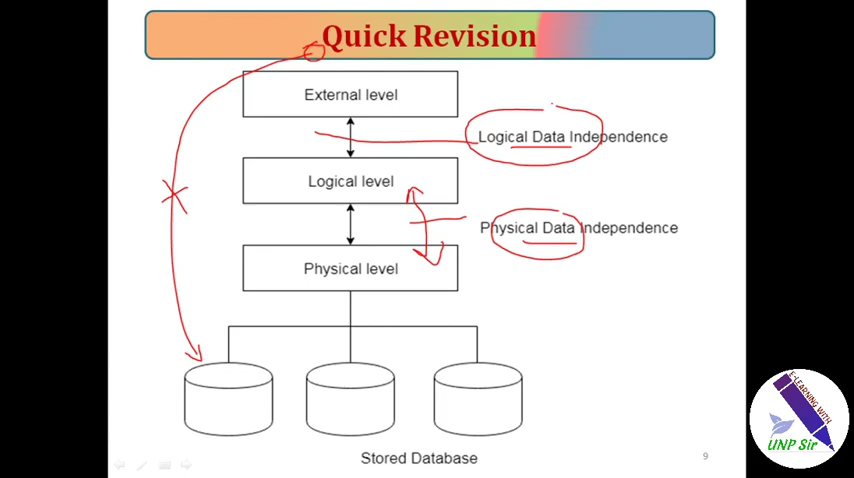 Quick Revision
External level
Logical Data Independence
Logical level
Physical Data Independence
Physical level
Stored Database
9
E-LEARNING WITH
UNP Sir